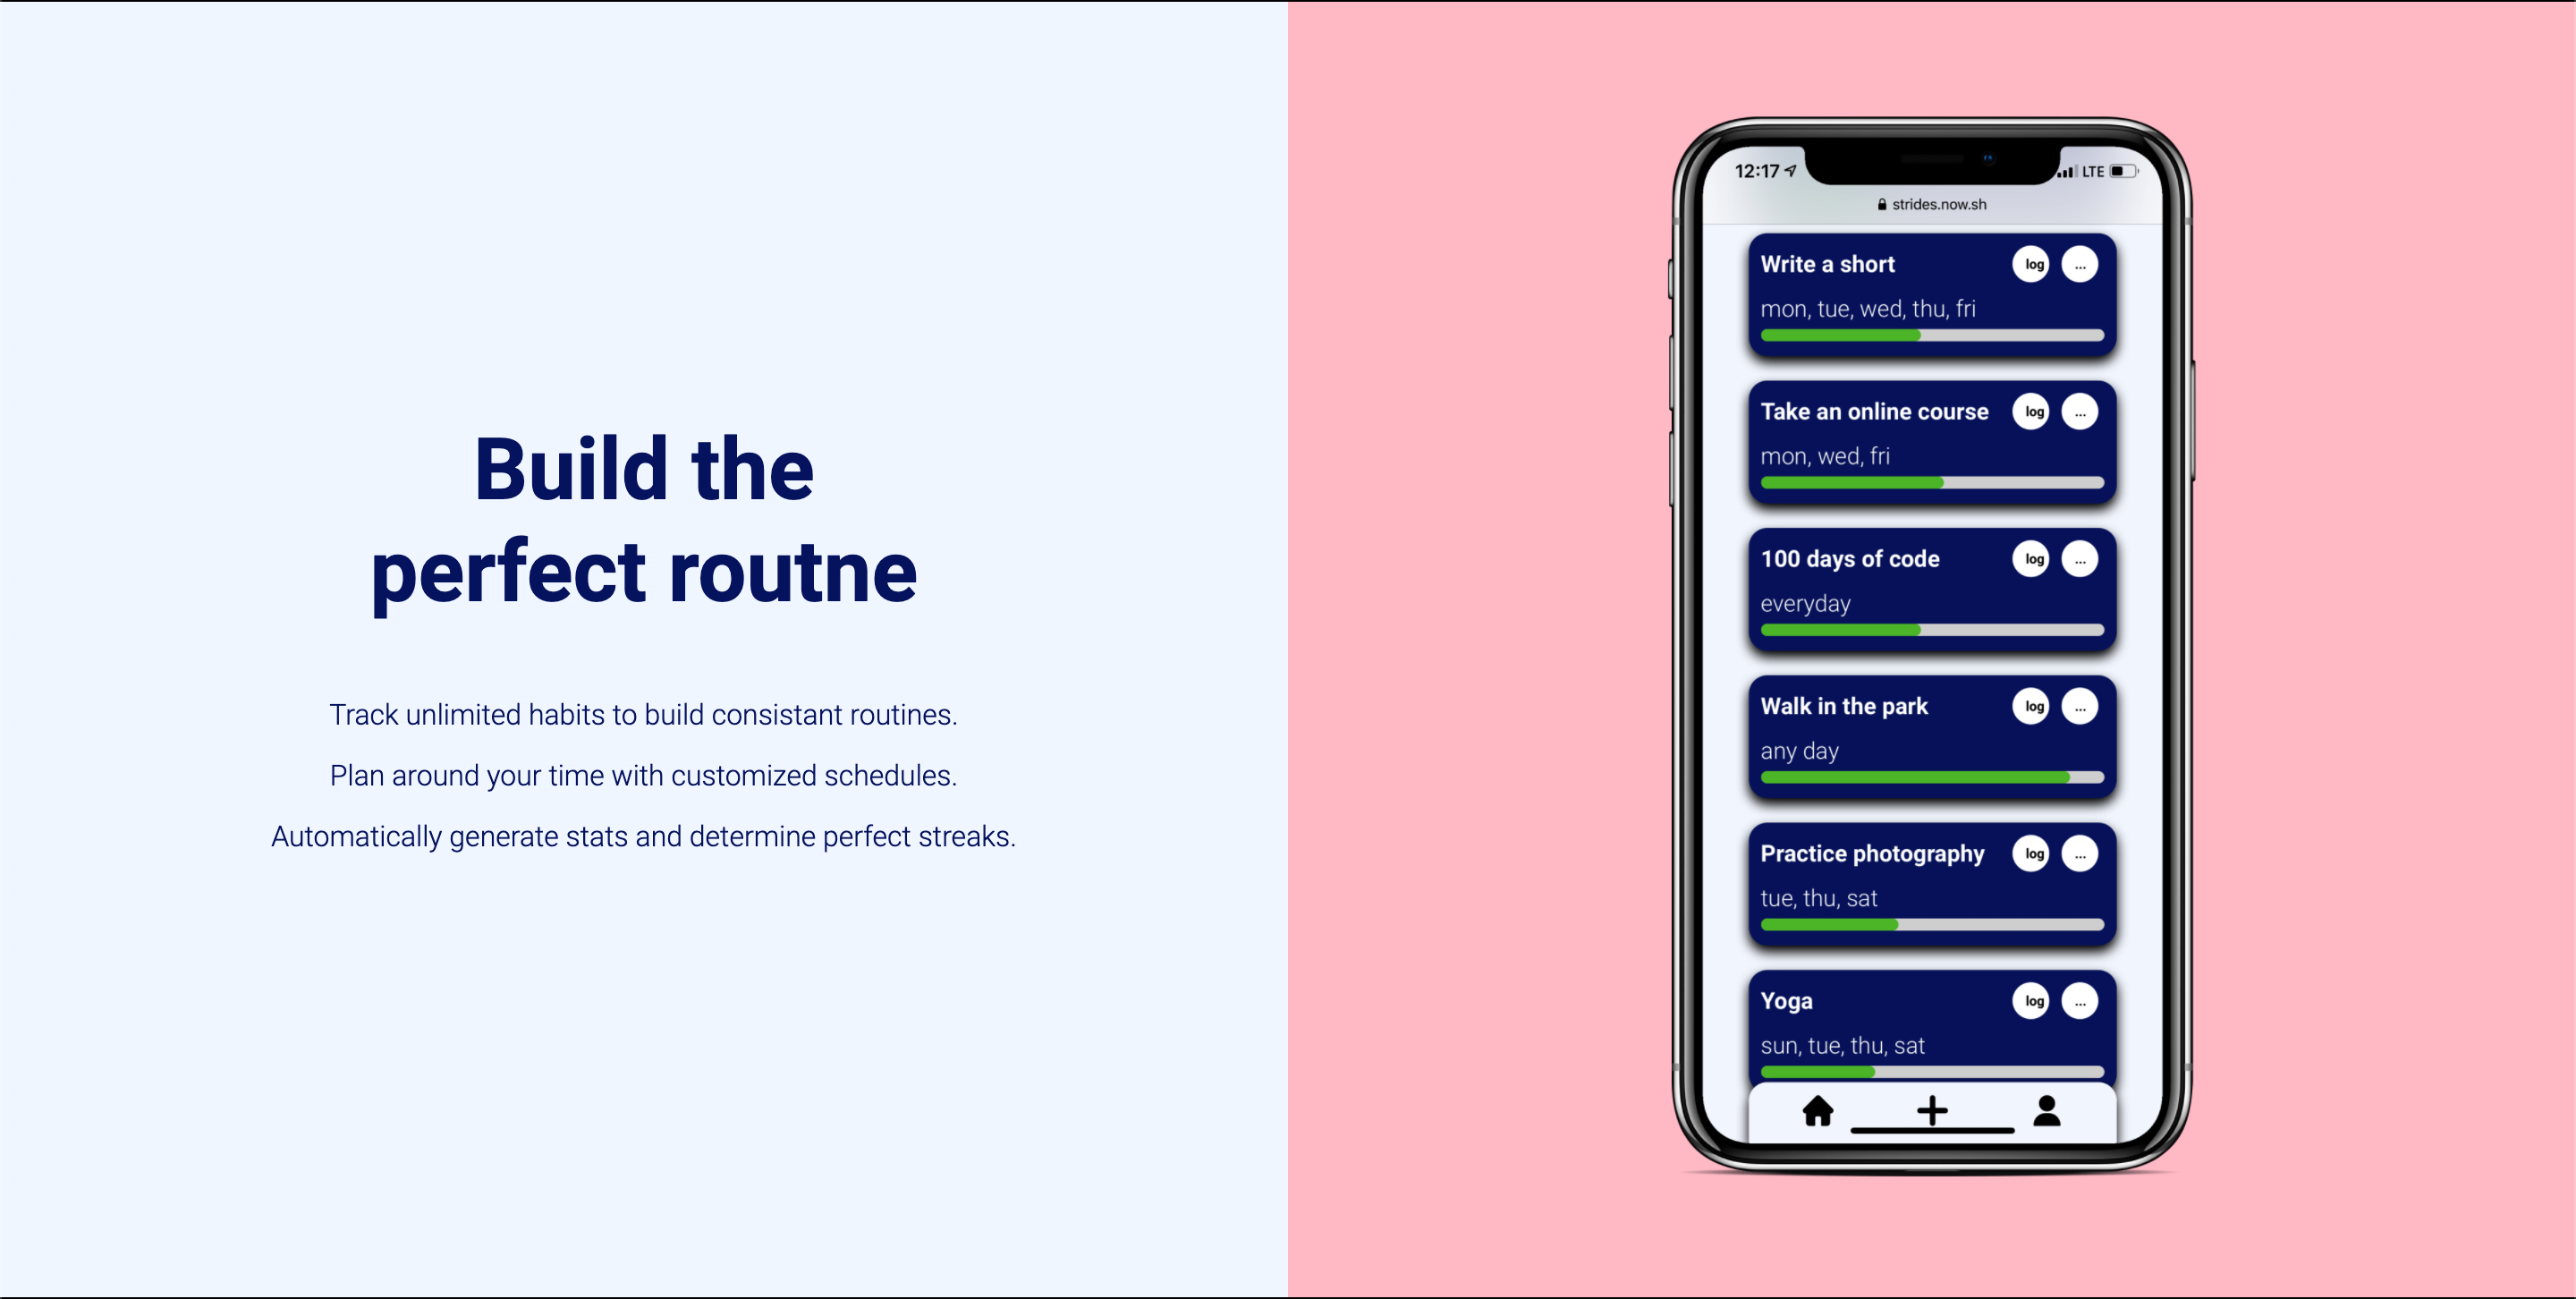 Build the
perfect routne
Track unlimited habits to build consistant routines.
Plan around your time with customized schedules.
Automatically generate stats and determine perfect streaks.
12:17 LTE
strides.now.sh
Write a short log ...
mon, tue, wed, thu, fri
Take an online course log ...
mon, wed, fri
100 days of code log ...
everyday
Walk in the park log ...
any day
Practice photography log ...
tue, thu, sat
Yoga log ...
sun, tue, thu, sat